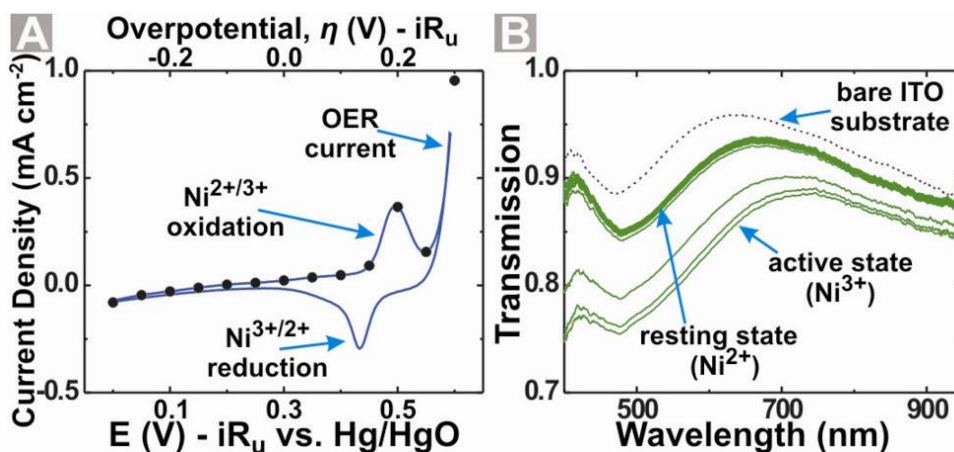 A
Overpotential, η (V) - iRᵤ
-0.2 0.0 0.2
1.0
0.5
0.0
-0.5
Current Density (mA cm⁻²)
OER
current
Ni²⁺/³⁺
oxidation
Ni³⁺/²⁺
reduction
0.1 0.3 0.5
E (V) - iRᵤ vs. Hg/HgO
B
1.0
0.9
0.8
0.7
Transmission
bare ITO
substrate
active state
(Ni³⁺)
resting state
(Ni²⁺)
500 700 900
Wavelength (nm)